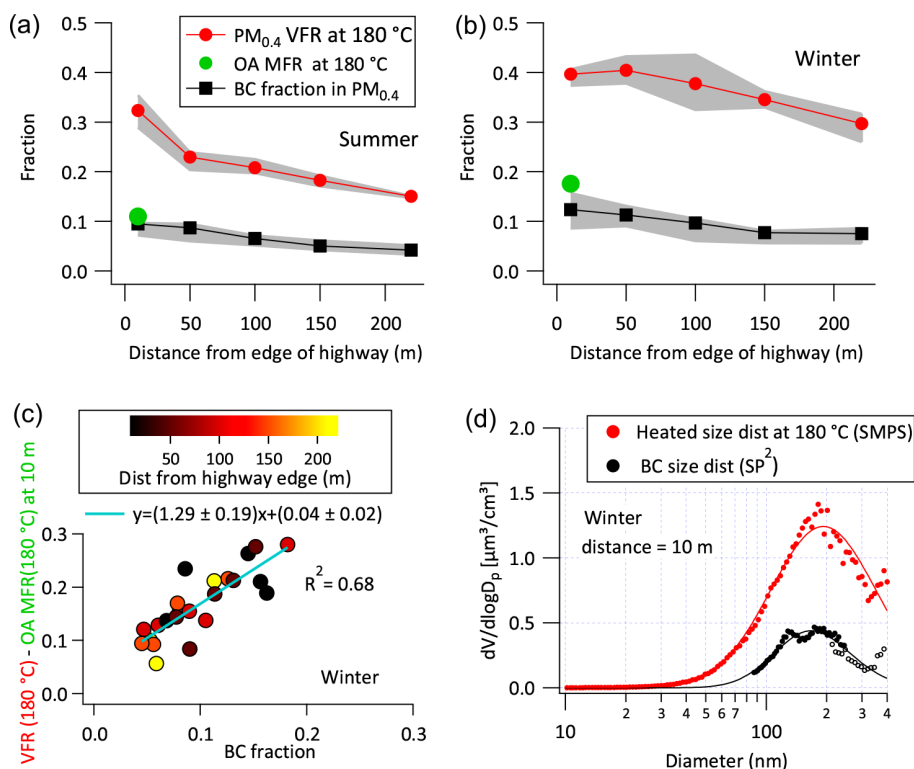 (a)
0.5
0.4
0.3
0.2
0.1
0.0
Fraction
PM0.4 VFR at 180 °C
OA MFR at 180 °C
BC fraction in PM0.4
Summer
0 50 100 150 200
Distance from edge of highway (m)
(b)
0.5
0.4
0.3
0.2
0.1
0.0
Fraction
Winter
0 50 100 150 200
Distance from edge of highway (m)
(c)
50 100 150 200
Dist from highway edge (m)
y=(1.29 ± 0.19)x+(0.04 ± 0.02)
0.3
0.2
0.1
0.0
VFR (180 °C) - OA MFR(180 °C) at 10 m
R2 = 0.68
Winter
0.0 0.1 0.2 0.3
BC fraction
(d)
Heated size dist at 180 °C (SMPS)
BC size dist (SP2)
2.0
1.5
1.0
0.5
0.0
dV/dlogDp [µm³/cm³]
Winter
distance = 10 m
10 2 3 4 5 6 7 100 2 3 4
Diameter (nm)